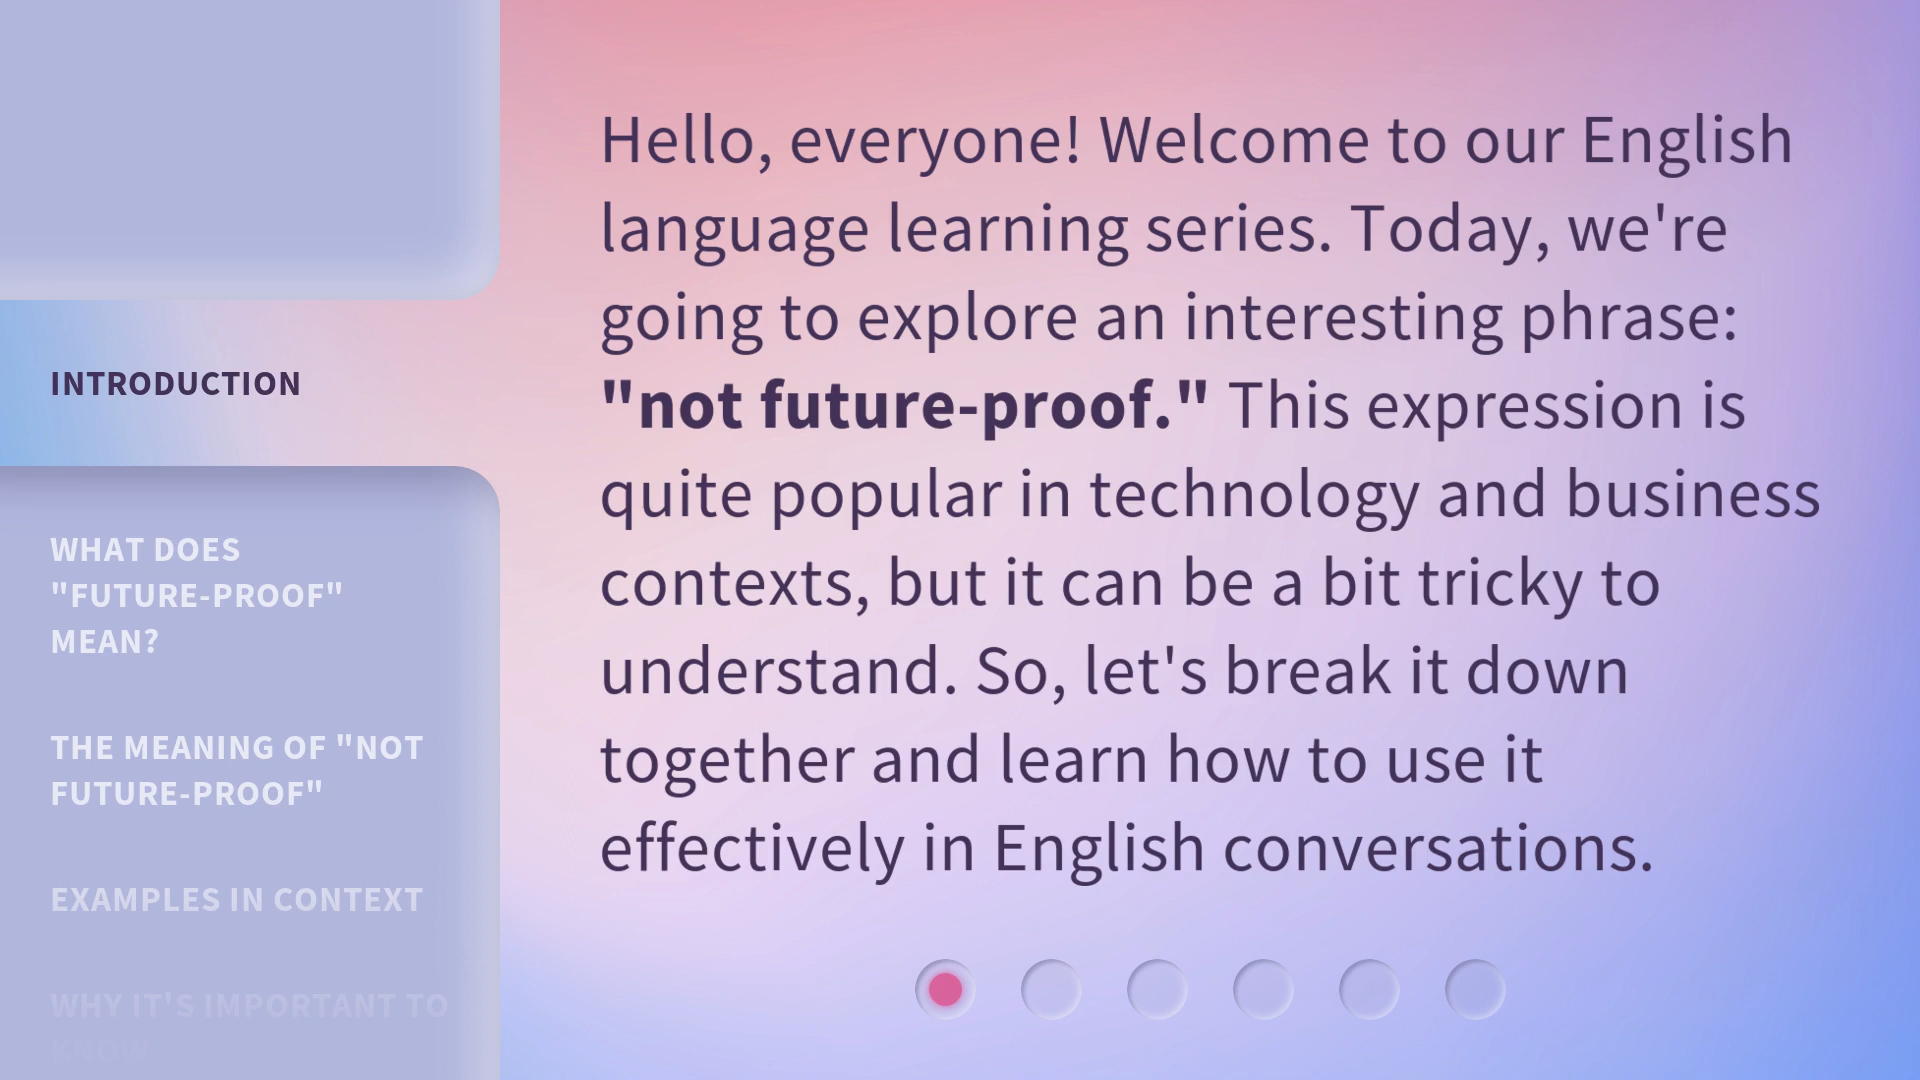 INTRODUCTION
WHAT DOES
"FUTURE-PROOF"
MEAN?
THE MEANING OF "NOT
FUTURE-PROOF"
EXAMPLES IN CONTEXT
WHY IT'S IMPORTANT TO
KNOW
Hello, everyone! Welcome to our English
language learning series. Today, we're
going to explore an interesting phrase:
"not future-proof." This expression is
quite popular in technology and business
contexts, but it can be a bit tricky to
understand. So, let's break it down
together and learn how to use it
effectively in English conversations.